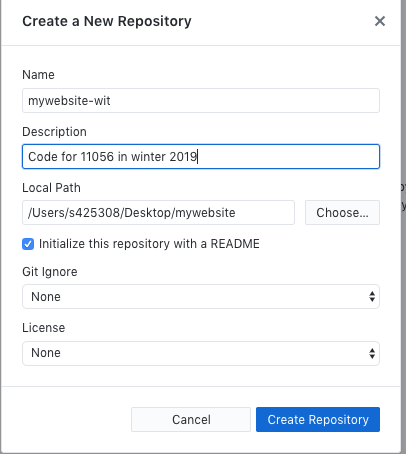 Create a New Repository
Name
mywebsite-wit
Description
Code for 11056 in winter 2019
Local Path
/Users/s425308/Desktop/mywebsite
Choose...
Initialize this repository with a README
Git Ignore
None
License
None
Cancel
Create Repository